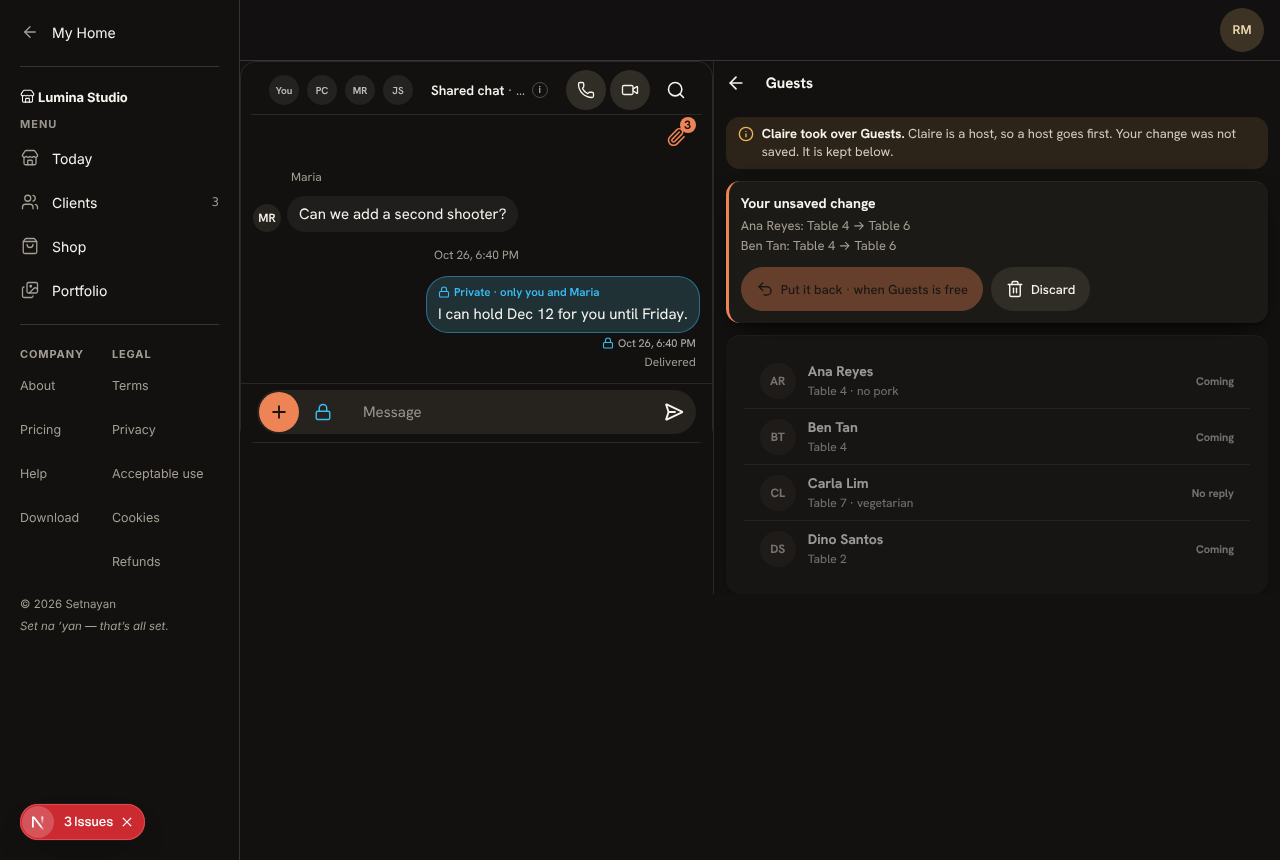 My Home
Lumina Studio
MENU
Today
Clients 3
Shop
Portfolio
COMPANY LEGAL
About Terms
Pricing Privacy
Help Acceptable use
Download Cookies
Refunds
© 2026 Setnayan
Set na 'yan — that's all set.
N 3 Issues
RM
You PC MR JS Shared chat · ...
3
Maria
MR Can we add a second shooter?
Oct 26, 6:40 PM
Private · only you and Maria
I can hold Dec 12 for you until Friday.
Oct 26, 6:40 PM
Delivered
Message
Guests
Claire took over Guests. Claire is a host, so a host goes first. Your change was not
saved. It is kept below.
Your unsaved change
Ana Reyes: Table 4 → Table 6
Ben Tan: Table 4 → Table 6
Put it back · when Guests is free Discard
AR Ana Reyes Coming
Table 4 · no pork
BT Ben Tan Coming
Table 4
CL Carla Lim No reply
Table 7 · vegetarian
DS Dino Santos Coming
Table 2